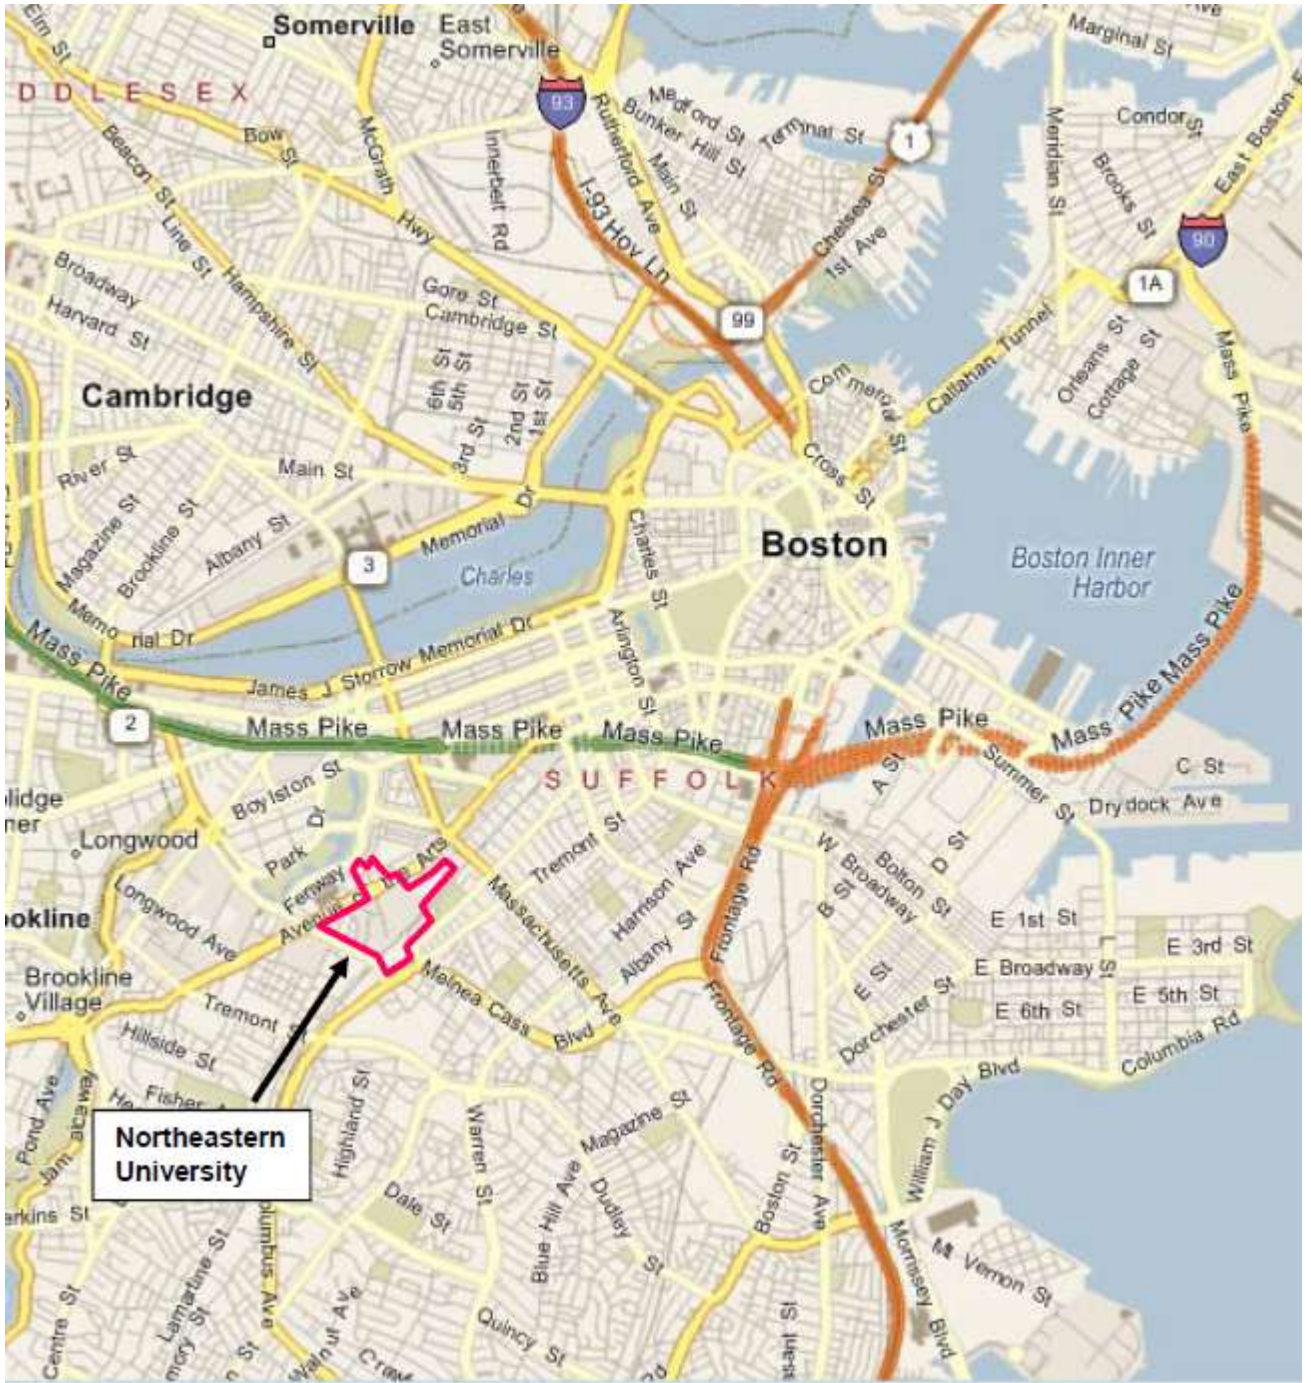 Elm St
Somerville
East
Somerville
DDLESEX
Bow St
McGrath
Hwy
Beacon St
Line St
Hampshire St
Innerbelt Rd
93
I-93 Hov Ln
Rutherford Ave
Medford St
Bunker Hill St
Main St
Terminal St
1
Chelsea St
1st Ave
99
Marginal St
Condor St
Meridian St
Brooks St
East Boston E
90
1A
Orleans St
Cottage St
Mass Pike
Callahan Tunnel
Commercial St
Cross St
Broadway
Harvard St
Gore St
Cambridge St
6th St
5th St
3rd St
2nd St
1st St
Cambridge
River St
Main St
Magazine St
Brookline St
Albany St
Memorial Dr
3
Charles
Charles St
Boston
Boston Inner
Harbor
Memorial Dr
Mass Pike
James J Storrow Memorial Dr
Arlington St
2
Mass Pike
Mass Pike
Mass Pike
Mass Pike
Mass Pike
Mass Pike
SUFFOLK
A St
Summer St
C St
Drydock Ave
Boylston St
Park Dr
Fenway
Longwood
Longwood Ave
Avenue of the Arts
Tremont St
Massachusetts Ave
Harrison Ave
Albany St
Frontage Rd
W Broadway
Bolton St
D St
B St
E St
E 1st St
L St
E 3rd St
E Broadway
E 5th St
E 6th St
Columbia Rd
Dorchester St
William J Day Blvd
ookline
Brookline
Village
Tremont
Hillside St
Fisher
Melnea Cass Blvd
Frontage Rd
Dorchester Ave
Pond Ave
Northeastern
University
Highland St
Warren St
Magazine St
Blue Hill Ave
Dudley St
Boston St
Dale St
Morrissey Blvd
Mt Vernon St
erkins St
Centre St
Lamartine St
olumbus Ave
Walnut Ave
Quincy St